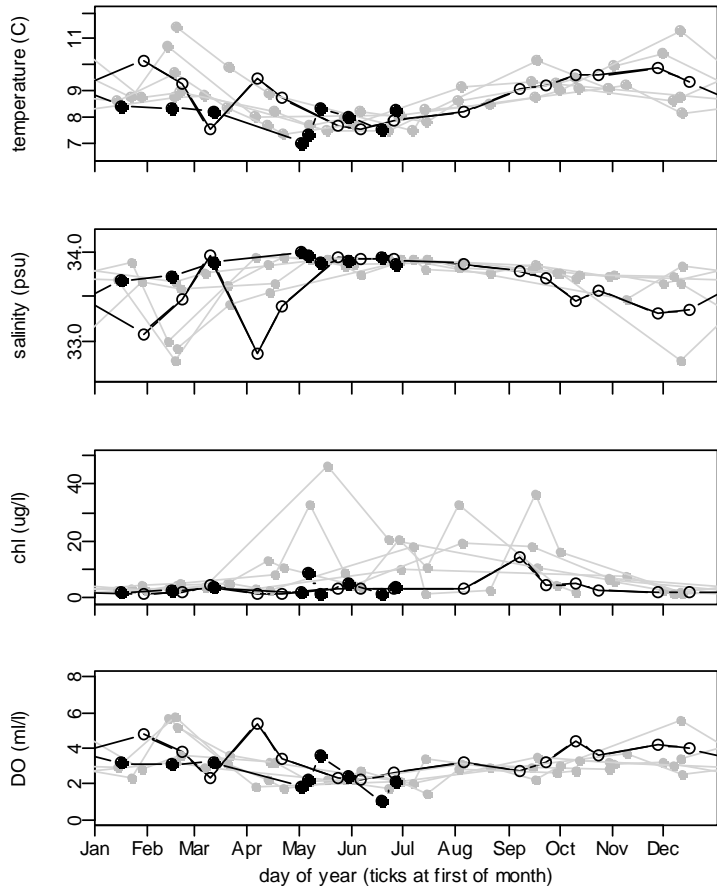 temperature (C)
11
9
8
7
salinity (psu)
34.0
33.0
chl (ug/l)
40
20
0
DO (ml/l)
8
6
4
2
0
Jan Feb Mar Apr May Jun Jul Aug Sep Oct Nov Dec
day of year (ticks at first of month)